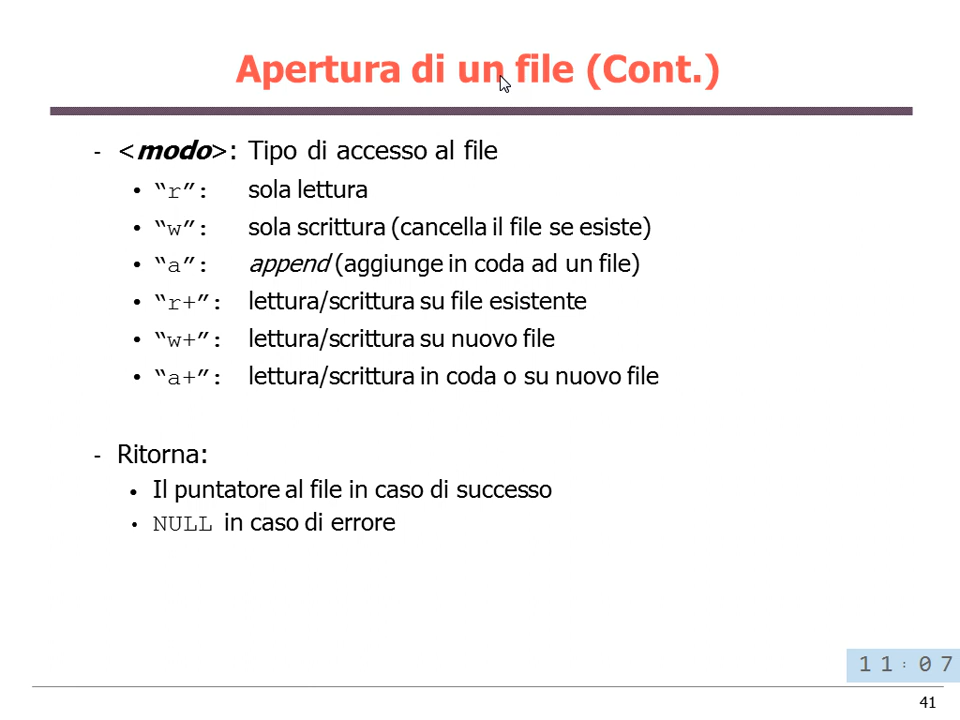 Apertura di un file (Cont.)
- <modo>: Tipo di accesso al file
• “r”: sola lettura
• “w”: sola scrittura (cancella il file se esiste)
• “a”: append (aggiunge in coda ad un file)
• “r+”: lettura/scrittura su file esistente
• “w+”: lettura/scrittura su nuovo file
• “a+”: lettura/scrittura in coda o su nuovo file
- Ritorna:
• Il puntatore al file in caso di successo
• NULL in caso di errore
11:07
41